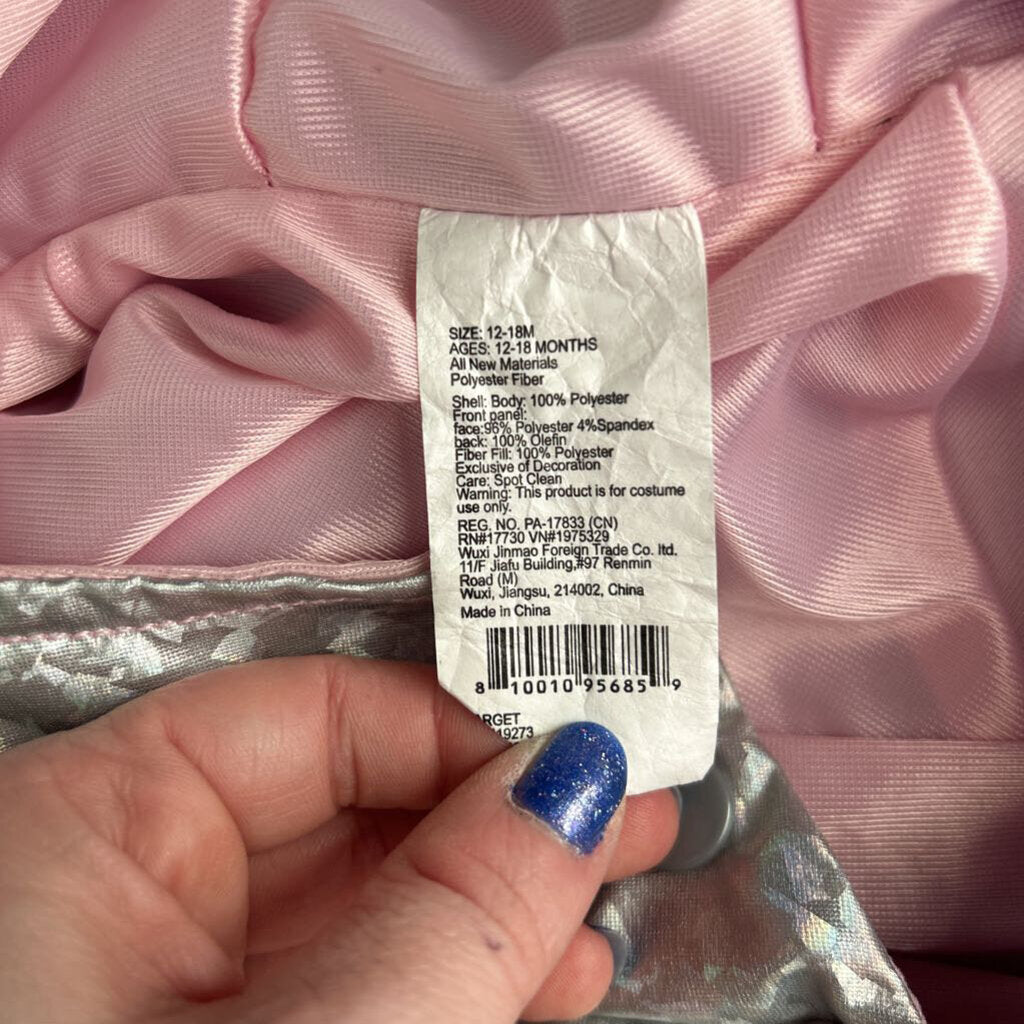 SIZE: 12-18M
AGES: 12-18 MONTHS
All New Materials
Polyester Fiber
Shell: Body: 100% Polyester
Front panel:
face:96% Polyester 4%Spandex
back: 100% Olefin
Fiber Fill: 100% Polyester
Exclusive of Decoration
Care: Spot Clean
Warning: This product is for costume
use only.
REG. NO. PA-17833 (CN)
RN#17730 VN#1975329
Wuxi Jinmao Foreign Trade Co. ltd.
11/F Jiafu Building,#97 Renmin
Road (M)
Wuxi, Jiangsu, 214002, China
Made in China
8 10010 95685 9
RGET
19273